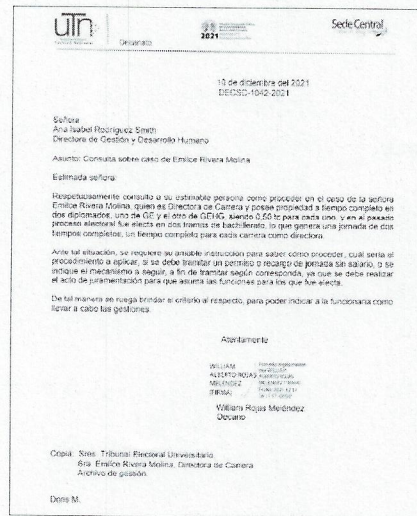 utn
Universidad
Técnica Nacional
Decanato
2021
Sede Central
10 de diciembre del 2021
DECSC-1042-2021
Señora
Ana Isabel Rodríguez Smith
Directora de Gestión y Desarrollo Humano
Asunto: Consulta sobre caso de Emilce Rivera Molina
Estimada señora:
Respetuosamente consulto a su estimable persona como proceder en el caso de la señora
Emilce Rivera Molina, quien es Directora de Carrera y posee propiedad a tiempo completo en
dos diplomados, uno de GE y el otro de GEHG, siendo 0,50 tc para cada uno, y en el pasado
proceso electoral fue electa en dos tramos de bachillerato, lo que genera una jornada de dos
tiempos completos, un tiempo completo para cada carrera como directora.
Ante tal situación, se requiere su amable instrucción para saber cómo proceder, cuál sería el
procedimiento a aplicar, si se debe tramitar un permiso o recargo de jornada sin salario, o se
indique el mecanismo a seguir, a fin de tramitar según corresponda, ya que se debe realizar
el acto de juramentación para que asuma las funciones para los que fue electa.
De tal manera se ruega brindar el criterio al respecto, para poder indicar a la funcionaria como
llevar a cabo las gestiones.
Atentamente
WILLIAM
ALBERTO ROJAS
MELENDEZ
(FIRMA)
William Rojas Meléndez
Decano
Copia: Sres. Tribunal Electoral Universitario
Sra. Emilce Rivera Molina, Directora de Carrera
Archivo de gestión.
Doris M.